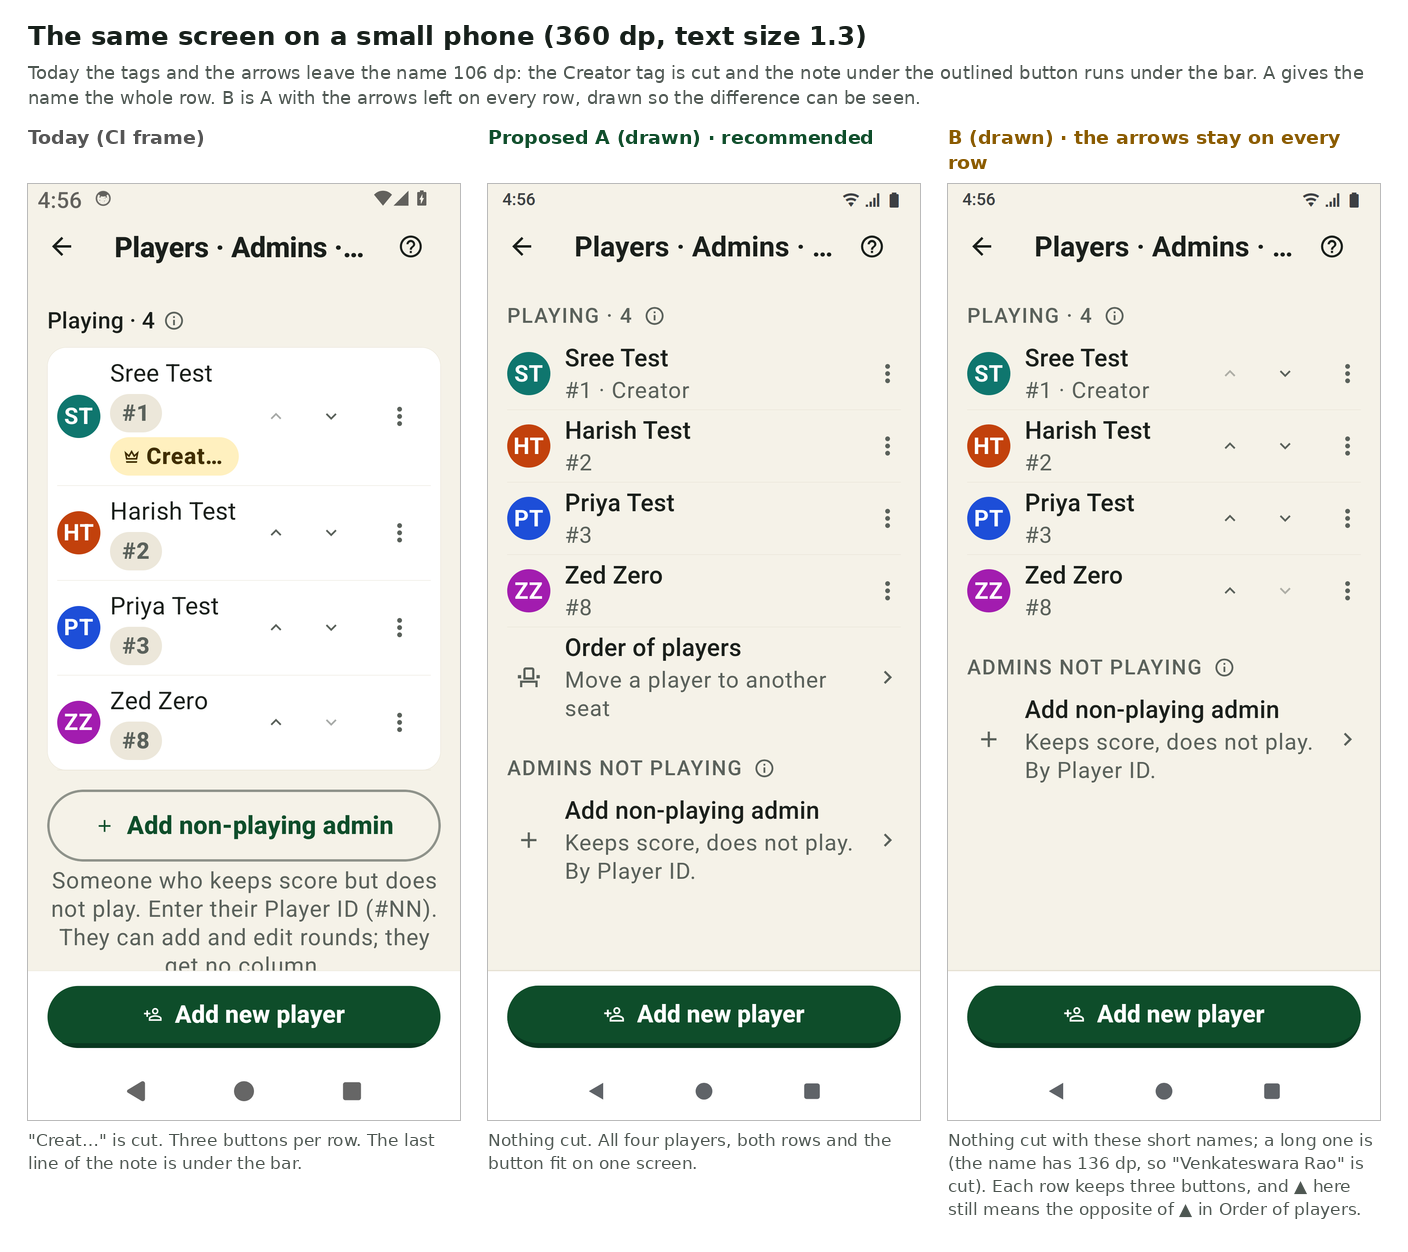 The same screen on a small phone (360 dp, text size 1.3)
Today the tags and the arrows leave the name 106 dp: the Creator tag is cut and the note under the outlined button runs under the bar. A gives the
name the whole row. B is A with the arrows left on every row, drawn so the difference can be seen.
Today (CI frame)
4:56
Players · Admins ·…
Playing · 4
ST
Sree Test
#1
Creat…
HT
Harish Test
#2
PT
Priya Test
#3
ZZ
Zed Zero
#8
+ Add non-playing admin
Someone who keeps score but does
not play. Enter their Player ID (#NN).
They can add and edit rounds; they
get no column
Add new player
"Creat…" is cut. Three buttons per row. The last
line of the note is under the bar.
Proposed A (drawn) · recommended
4:56
Players · Admins · …
PLAYING · 4
ST
Sree Test
#1 · Creator
HT
Harish Test
#2
PT
Priya Test
#3
ZZ
Zed Zero
#8
Order of players
Move a player to another
seat
ADMINS NOT PLAYING
Add non-playing admin
Keeps score, does not play.
By Player ID.
Add new player
Nothing cut. All four players, both rows and the
button fit on one screen.
B (drawn) · the arrows stay on every
row
4:56
Players · Admins · …
PLAYING · 4
ST
Sree Test
#1 · Creator
HT
Harish Test
#2
PT
Priya Test
#3
ZZ
Zed Zero
#8
ADMINS NOT PLAYING
Add non-playing admin
Keeps score, does not play.
By Player ID.
Add new player
Nothing cut with these short names; a long one is
(the name has 136 dp, so "Venkateswara Rao" is
cut). Each row keeps three buttons, and ▲ here
still means the opposite of ▲ in Order of players.